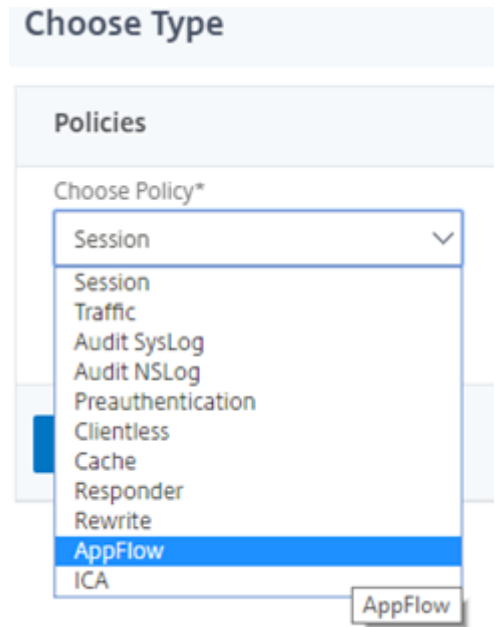 Choose Type
Policies
Choose Policy*
Session
Session
Traffic
Audit SysLog
Audit NSLog
Preauthentication
Clientless
Cache
Responder
Rewrite
AppFlow
ICA
AppFlow